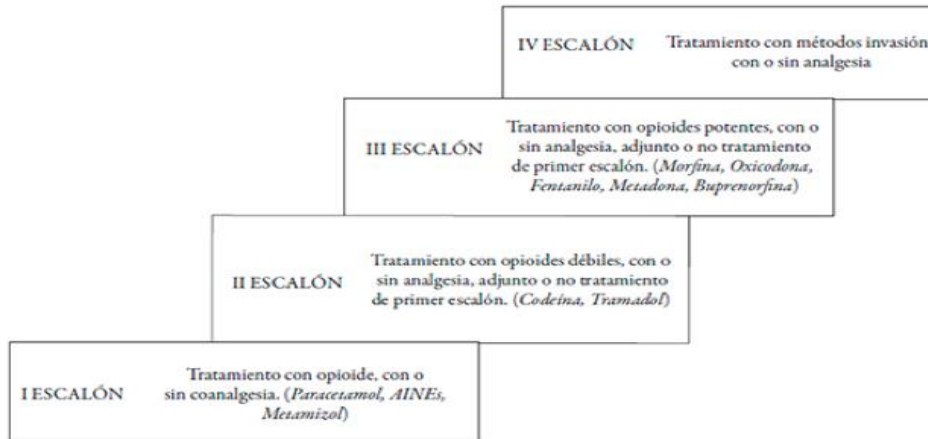 IV ESCALÓN
Tratamiento con métodos invasión
con o sin analgesia
III ESCALÓN
Tratamiento con opioides potentes, con o
sin analgesia, adjunto o no tratamiento
de primer escalón. (Morfina, Oxicodona,
Fentanilo, Metadona, Buprenorfina)
II ESCALÓN
Tratamiento con opioides débiles, con o
sin analgesia, adjunto o no tratamiento
de primer escalón. (Codeína, Tramadol)
I ESCALÓN
Tratamiento con opioide, con o
sin coanalgesia. (Paracetamol, AINEs,
Metamizol)